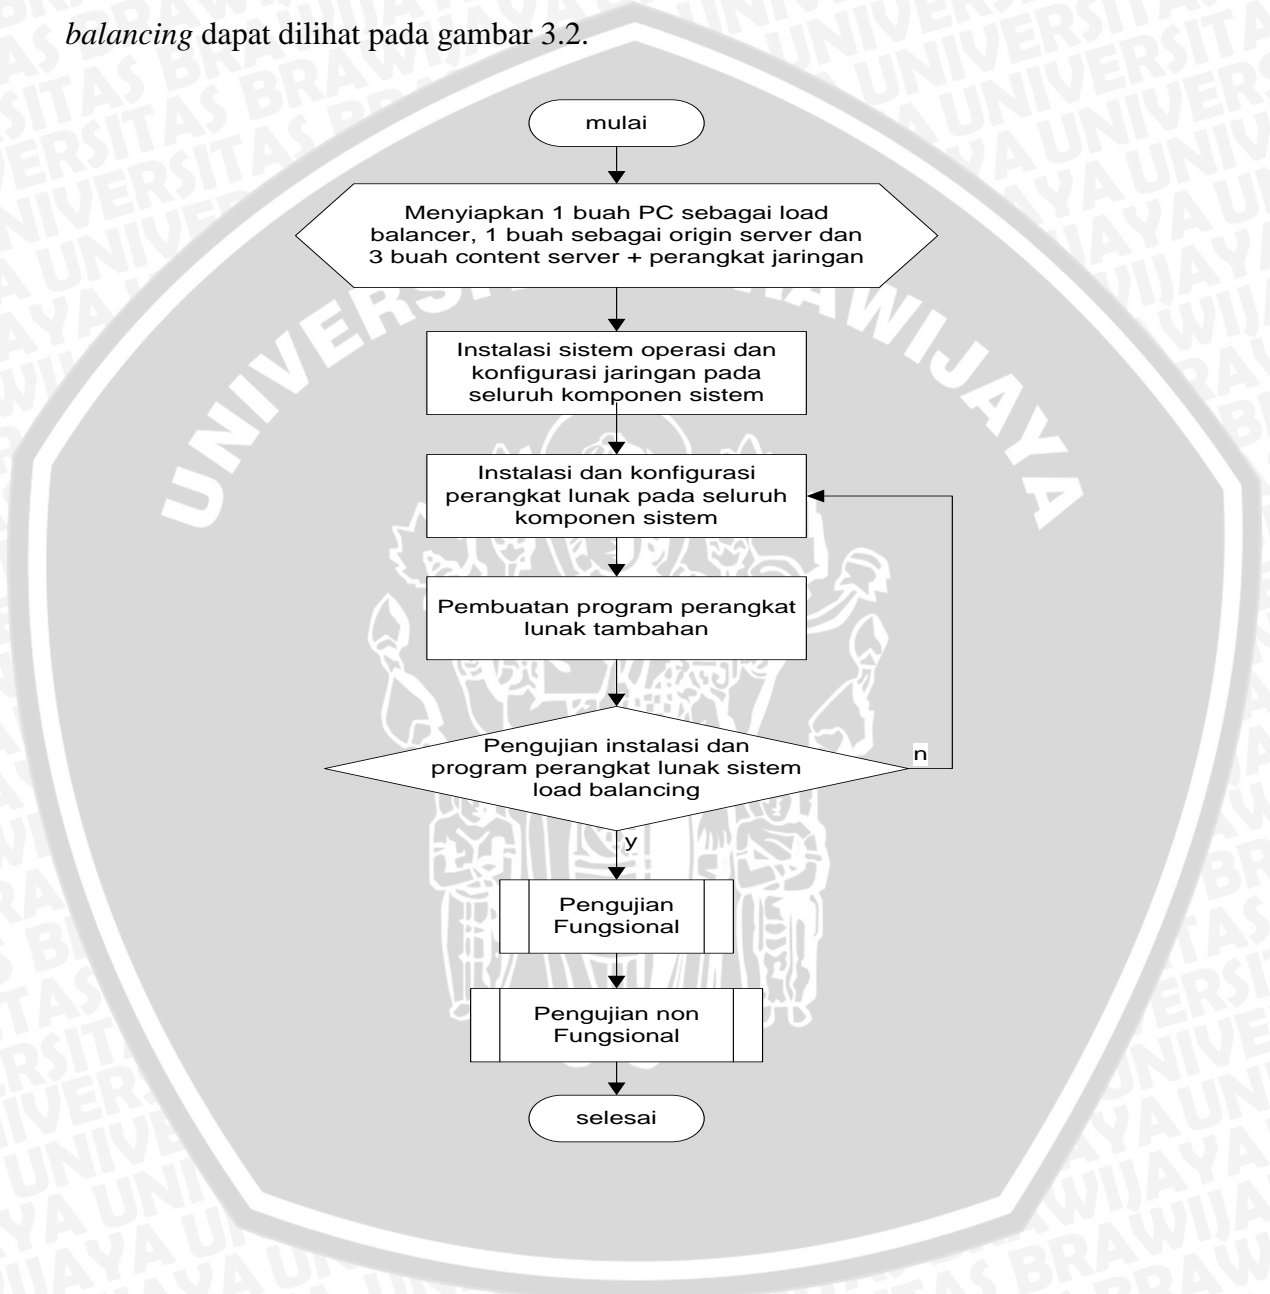 balancing dapat dilihat pada gambar 3.2.
mulai
Menyiapkan 1 buah PC sebagai load
balancer, 1 buah sebagai origin server dan
3 buah content server + perangkat jaringan
Instalasi sistem operasi dan
konfigurasi jaringan pada
seluruh komponen sistem
Instalasi dan konfigurasi
perangkat lunak pada seluruh
komponen sistem
Pembuatan program perangkat
lunak tambahan
Pengujian instalasi dan
program perangkat lunak sistem
load balancing
n
y
Pengujian
Fungsional
Pengujian non
Fungsional
selesai